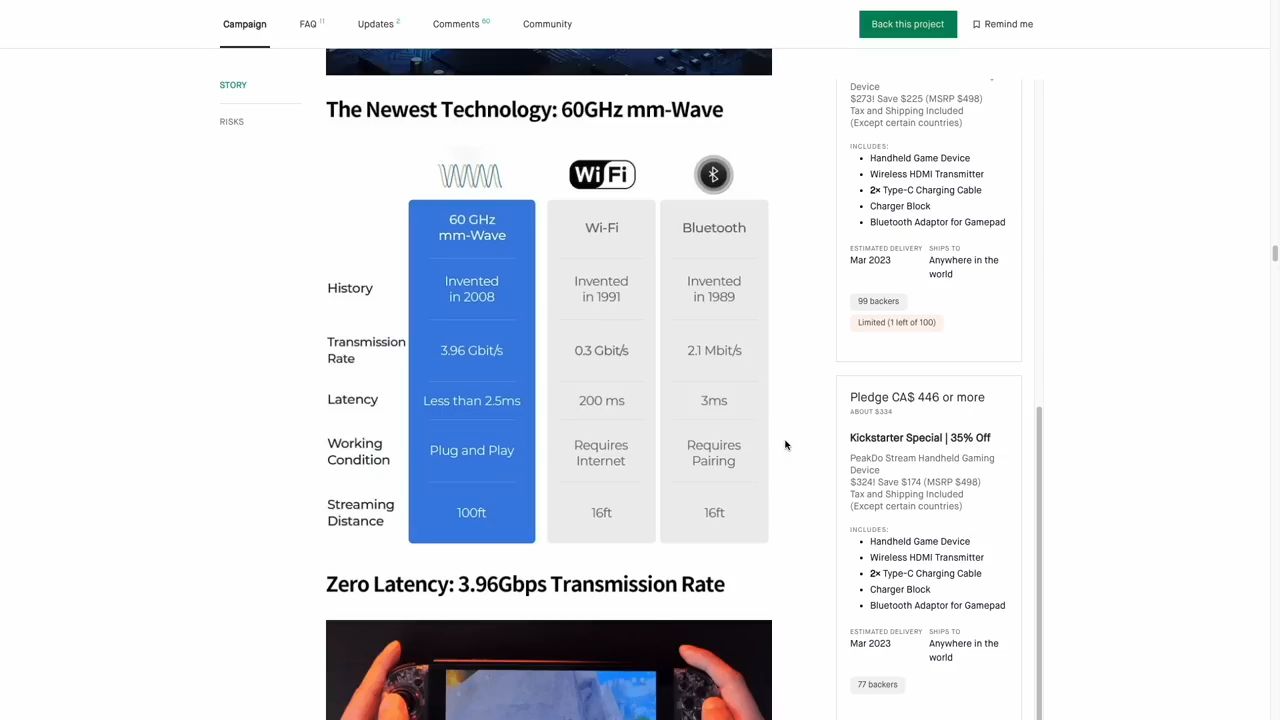 Campaign
FAQ 11
Updates 2
Comments 60
Community
Back this project
Remind me
STORY
RISKS
The Newest Technology: 60GHz mm-Wave
WiFi
60 GHz
mm-Wave
Wi-Fi
Bluetooth
History
Invented
in 2008
Invented
in 1991
Invented
in 1989
Transmission
Rate
3.96 Gbit/s
0.3 Gbit/s
2.1 Mbit/s
Latency
Less than 2.5ms
200 ms
3ms
Working
Condition
Plug and Play
Requires
Internet
Requires
Pairing
Streaming
Distance
100ft
16ft
16ft
Zero Latency: 3.96Gbps Transmission Rate
Device
$273! Save $225 (MSRP $498)
Tax and Shipping Included
(Except certain countries)
INCLUDES:
• Handheld Game Device
• Wireless HDMI Transmitter
• 2× Type-C Charging Cable
• Charger Block
• Bluetooth Adaptor for Gamepad
ESTIMATED DELIVERY
Mar 2023
SHIPS TO
Anywhere in the
world
99 backers
Limited (1 left of 100)
Pledge CA$ 446 or more
ABOUT $334
Kickstarter Special | 35% Off
PeakDo Stream Handheld Gaming
Device
$324! Save $174 (MSRP $498)
Tax and Shipping Included
(Except certain countries)
INCLUDES:
• Handheld Game Device
• Wireless HDMI Transmitter
• 2× Type-C Charging Cable
• Charger Block
• Bluetooth Adaptor for Gamepad
ESTIMATED DELIVERY
Mar 2023
SHIPS TO
Anywhere in the
world
77 backers